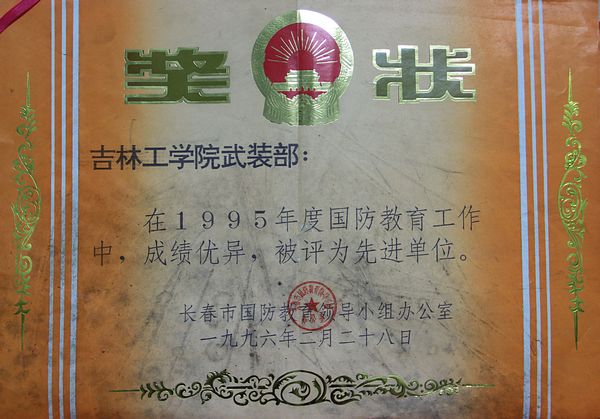 奖 状
吉林工学院武装部：
在1995年度国防教育工作
中，成绩优异，被评为先进单位。
长春市国防教育领导小组办公室
一九九六年二月二十八日